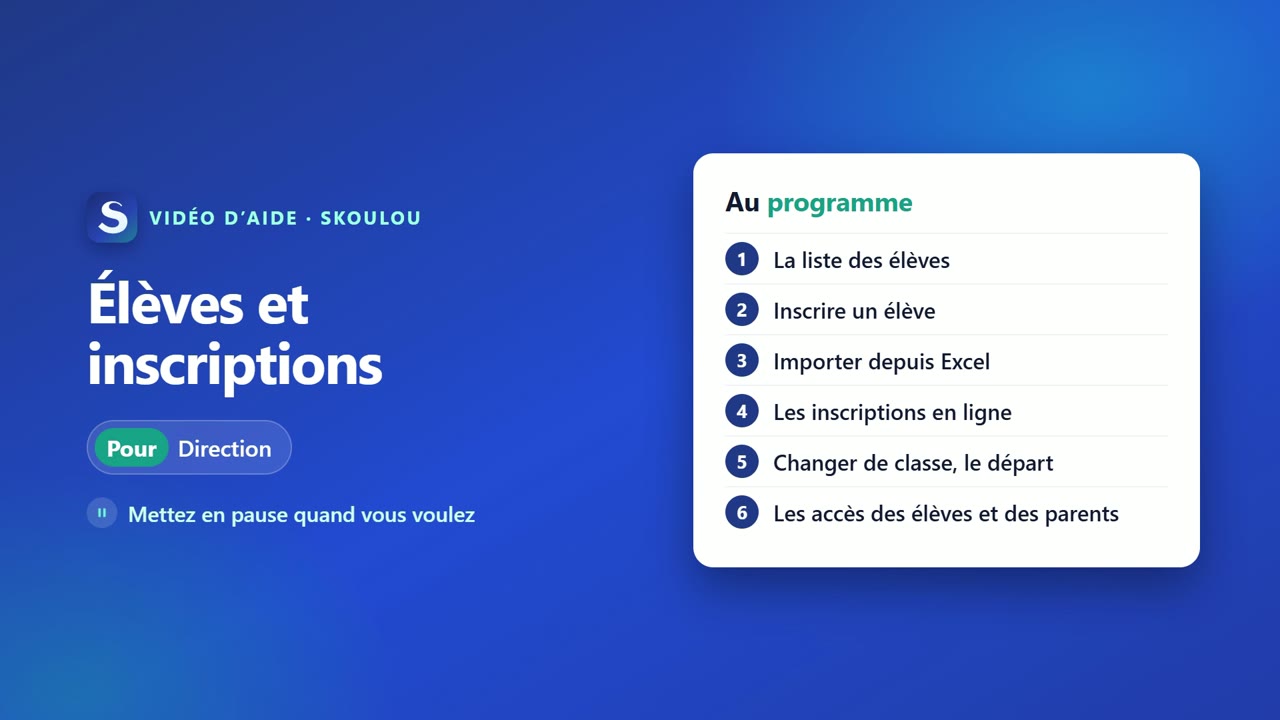 S
VIDÉO D’AIDE · SKOULOU
Élèves et
inscriptions
Pour Direction
Mettez en pause quand vous voulez
Au programme
1 La liste des élèves
2 Inscrire un élève
3 Importer depuis Excel
4 Les inscriptions en ligne
5 Changer de classe, le départ
6 Les accès des élèves et des parents